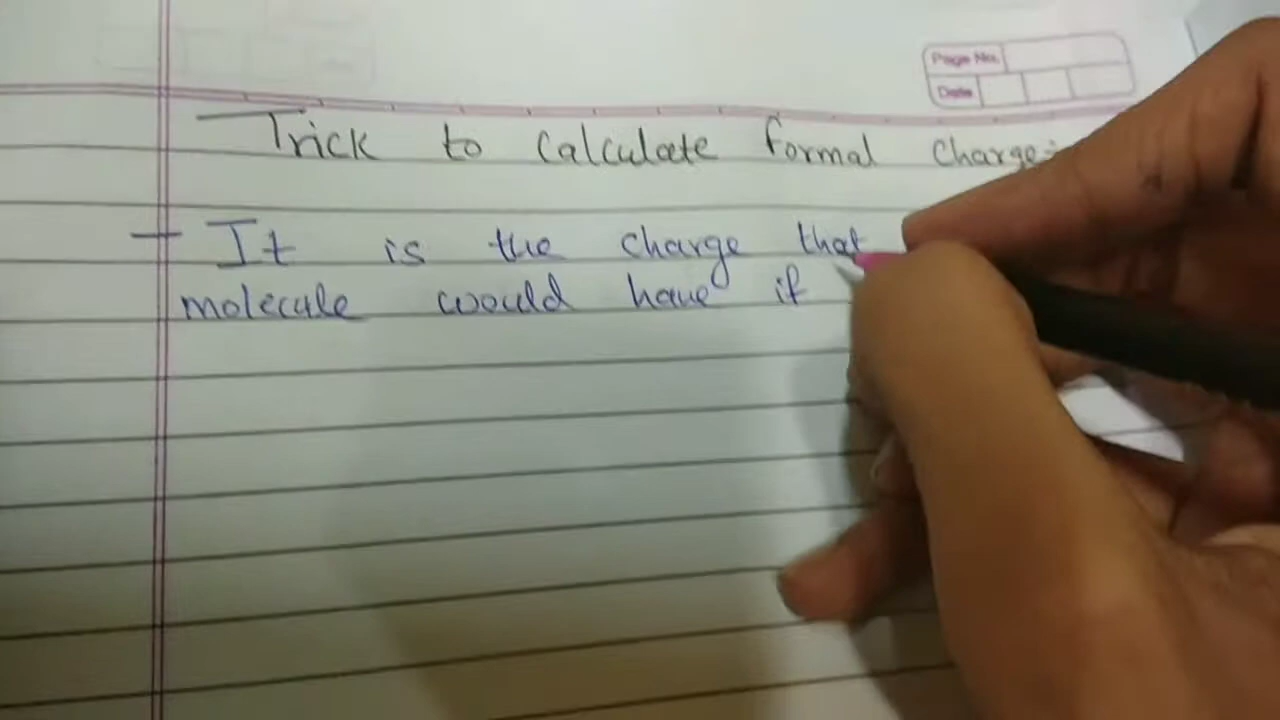 Page No.
Date
Trick to calculate formal charge:
It is the charge that
molecule would have if